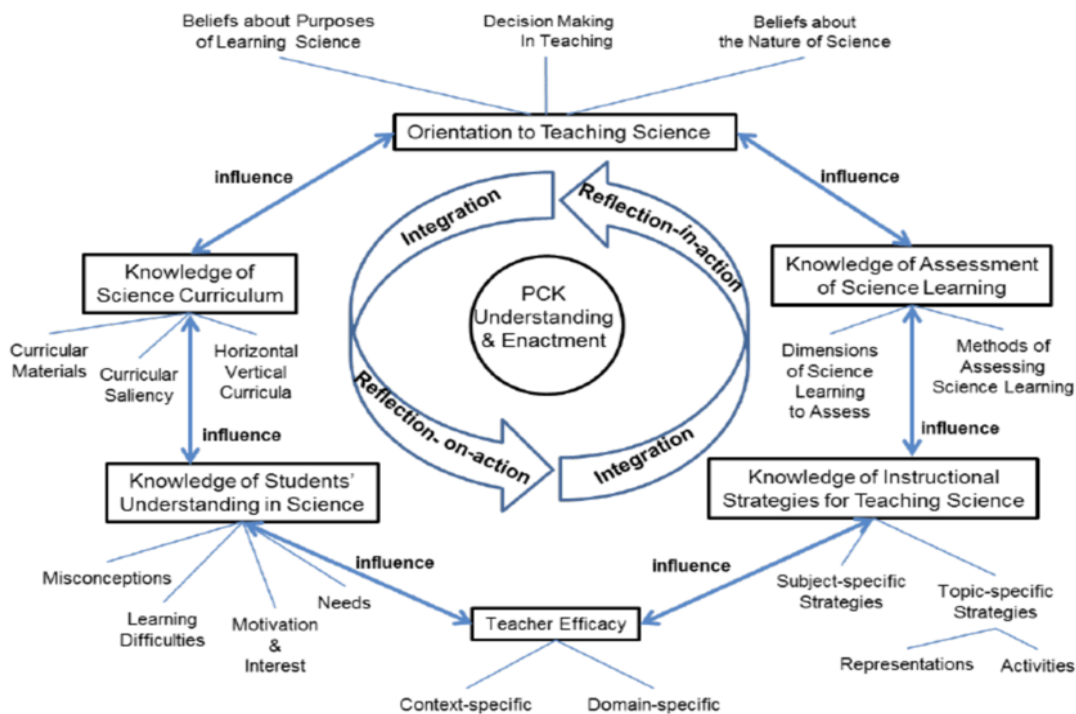 Beliefs about Purposes
of Learning Science
Decision Making
In Teaching
Beliefs about
the Nature of Science
Orientation to Teaching Science
influence
influence
Integration
Reflection-in-action
Knowledge of
Science Curriculum
PCK
Understanding
& Enactment
Knowledge of Assessment
of Science Learning
Curricular
Materials
Curricular
Saliency
Horizontal
Vertical
Curricula
Dimensions
of Science
Learning
to Assess
Methods of
Assessing
Science Learning
influence
influence
Reflection- on-action
Integration
Knowledge of Students'
Understanding in Science
Knowledge of Instructional
Strategies for Teaching Science
influence
influence
Misconceptions
Learning
Difficulties
Motivation
&
Interest
Needs
Teacher Efficacy
Subject-specific
Strategies
Topic-specific
Strategies
Representations
Activities
Context-specific
Domain-specific